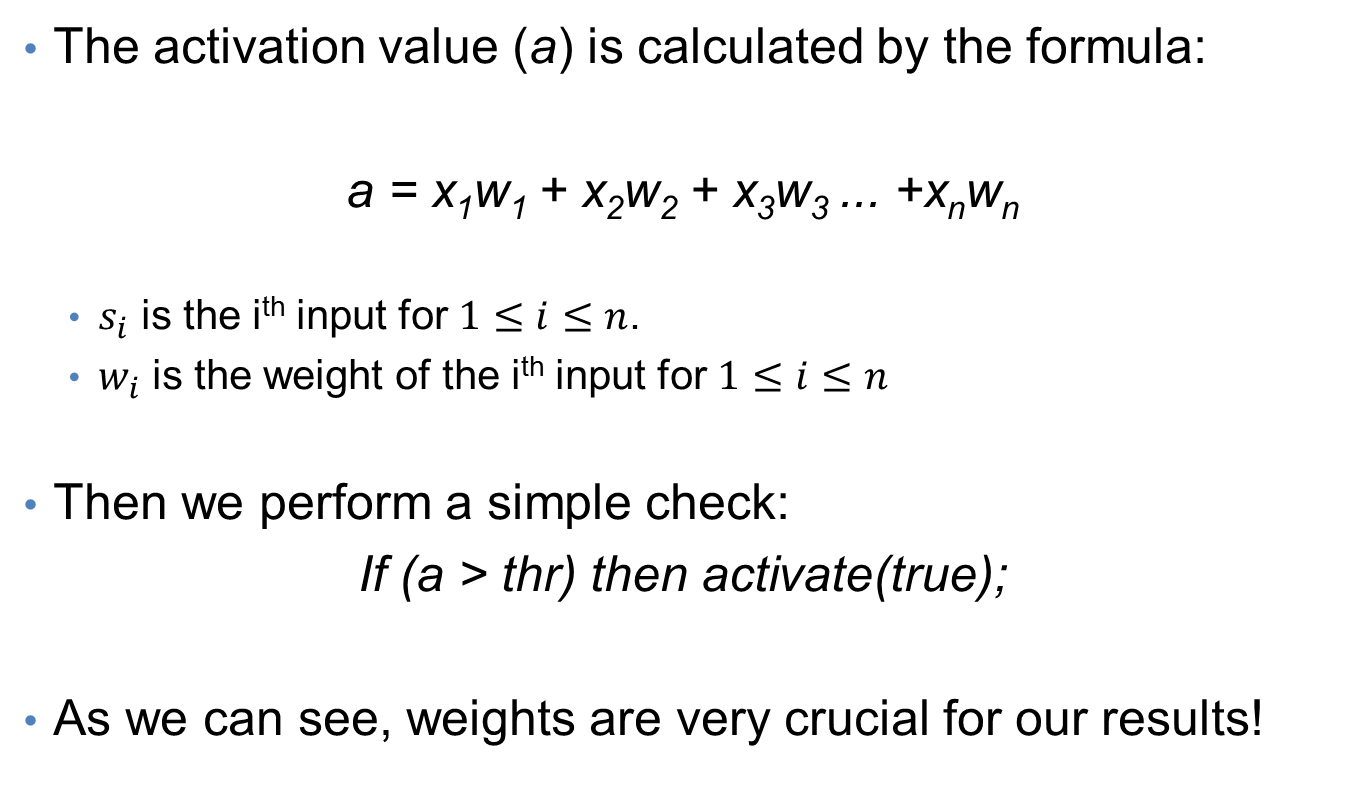 • The activation value (a) is calculated by the formula:
a = x₁w₁ + x₂w₂ + x₃w₃ ... +xₙwₙ
• sᵢ is the iᵗʰ input for 1 ≤ i ≤ n.
• wᵢ is the weight of the iᵗʰ input for 1 ≤ i ≤ n
• Then we perform a simple check:
If (a > thr) then activate(true);
• As we can see, weights are very crucial for our results!